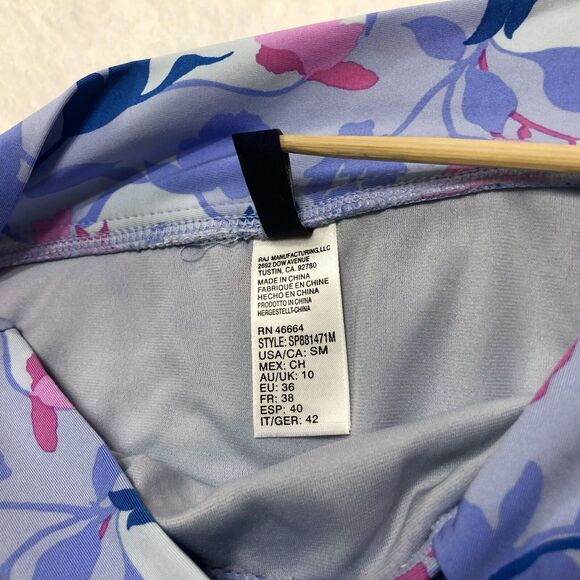 RAJ MANUFACTURING,LLC
2692 DOW AVENUE
TUSTIN, CA. 92780
MADE IN CHINA
FABRIQUE EN CHINE
HECHO EN CHINA
PRODOTTO IN CHINA
HERGESTELLT-CHINA
RN 46664
STYLE: SP881471M
USA/CA: SM
MEX: CH
AU/UK: 10
EU: 36
FR: 38
ESP: 40
IT/GER: 42